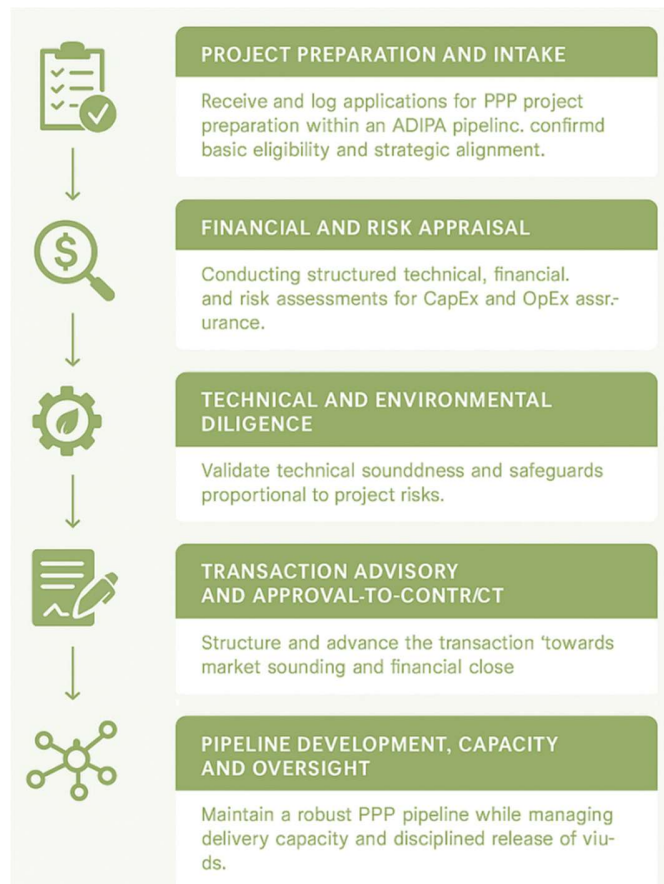 PROJECT PREPARATION AND INTAKE
Receive and log applications for PPP project
preparation within an ADIPA pipelinc. confirmd
basic eligibility and strategic alignment.
$
FINANCIAL AND RISK APPRAISAL
Conducting structured technical, financial.
and risk assessments for CapEx and OpEx assr.-
urance.
TECHNICAL AND ENVIRONMENTAL
DILIGENCE
Validate technical sounddness and safeguards
proportional to project risks.
TRANSACTION ADVISORY
AND APPROVAL-TO-CONTR/CT
Structure and advance the transaction ‘towards
market sounding and financial close
PIPELINE DEVELOPMENT, CAPACITY
AND OVERSIGHT
Maintain a robust PPP pipeline while managing
delivery capacity and disciplined release of viu-
ds.